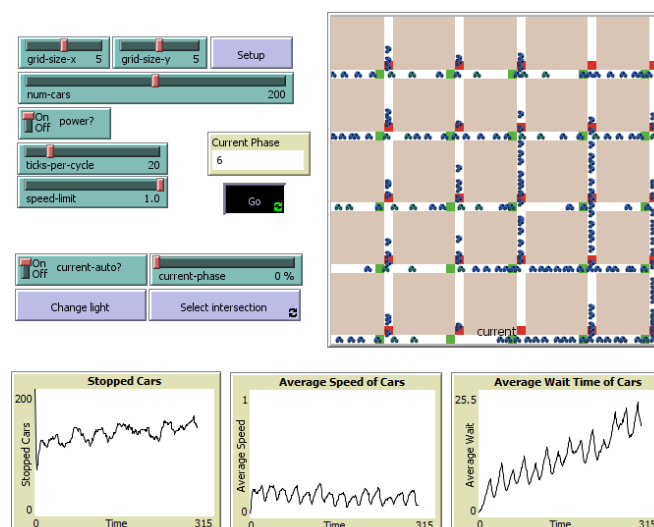 grid-size-x 5
grid-size-y 5
Setup
num-cars 200
On
Off
power?
ticks-per-cycle 20
speed-limit 1.0
Current Phase
6
Go
On
Off
current-auto?
current-phase 0 %
Change light
Select intersection
current
Stopped Cars
200
Stopped Cars
0
0
Time
315
Average Speed of Cars
1
Average Speed
0
0
Time
315
Average Wait Time of Cars
25.5
Average Wait
0
0
Time
315